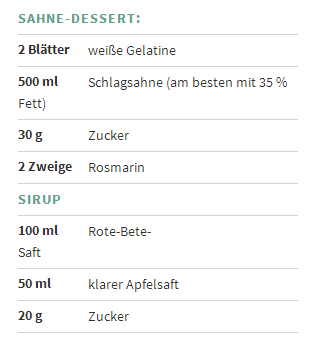 SAHNE-DESSERT:
2 Blätter weiße Gelatine
500 ml Schlagsahne (am besten mit 35 %
Fett)
30 g Zucker
2 Zweige Rosmarin
SIRUP
100 ml Rote-Bete-
Saft
50 ml klarer Apfelsaft
20 g Zucker